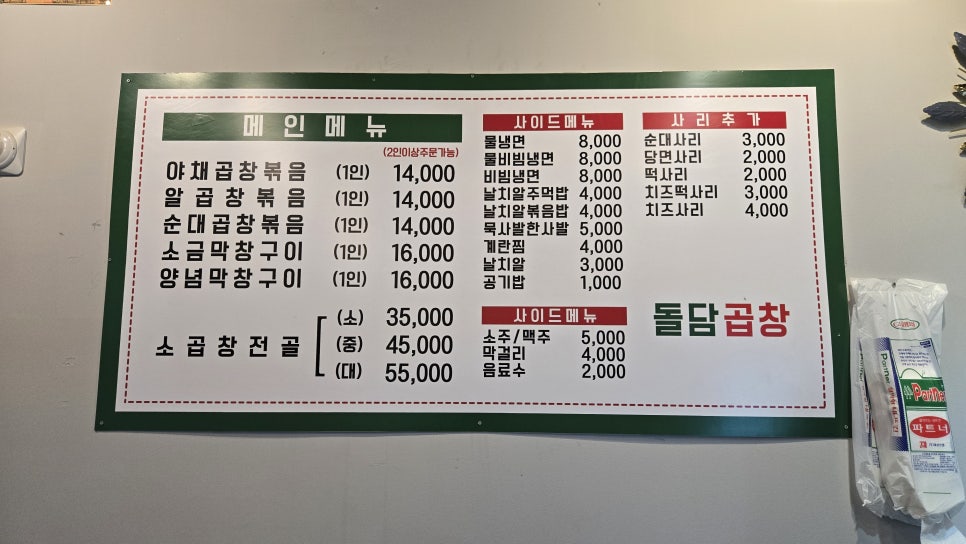 메인메뉴
(2인이상주문가능)
야채곱창볶음 (1인) 14,000
알곱창볶음 (1인) 14,000
순대곱창볶음 (1인) 14,000
소금막창구이 (1인) 16,000
양념막창구이 (1인) 16,000
소곱창전골 (소) 35,000
(중) 45,000
(대) 55,000
사이드메뉴
물냉면 8,000
물비빔냉면 8,000
비빔냉면 8,000
날치알주먹밥 4,000
날치알볶음밥 4,000
묵사발한사발 5,000
계란찜 4,000
날치알 3,000
공기밥 1,000
사이드메뉴
소주/맥주 5,000
막걸리 4,000
음료수 2,000
사리추가
순대사리 3,000
당면사리 2,000
떡사리 2,000
치즈떡사리 3,000
치즈사리 4,000
돌담곱창
파트너